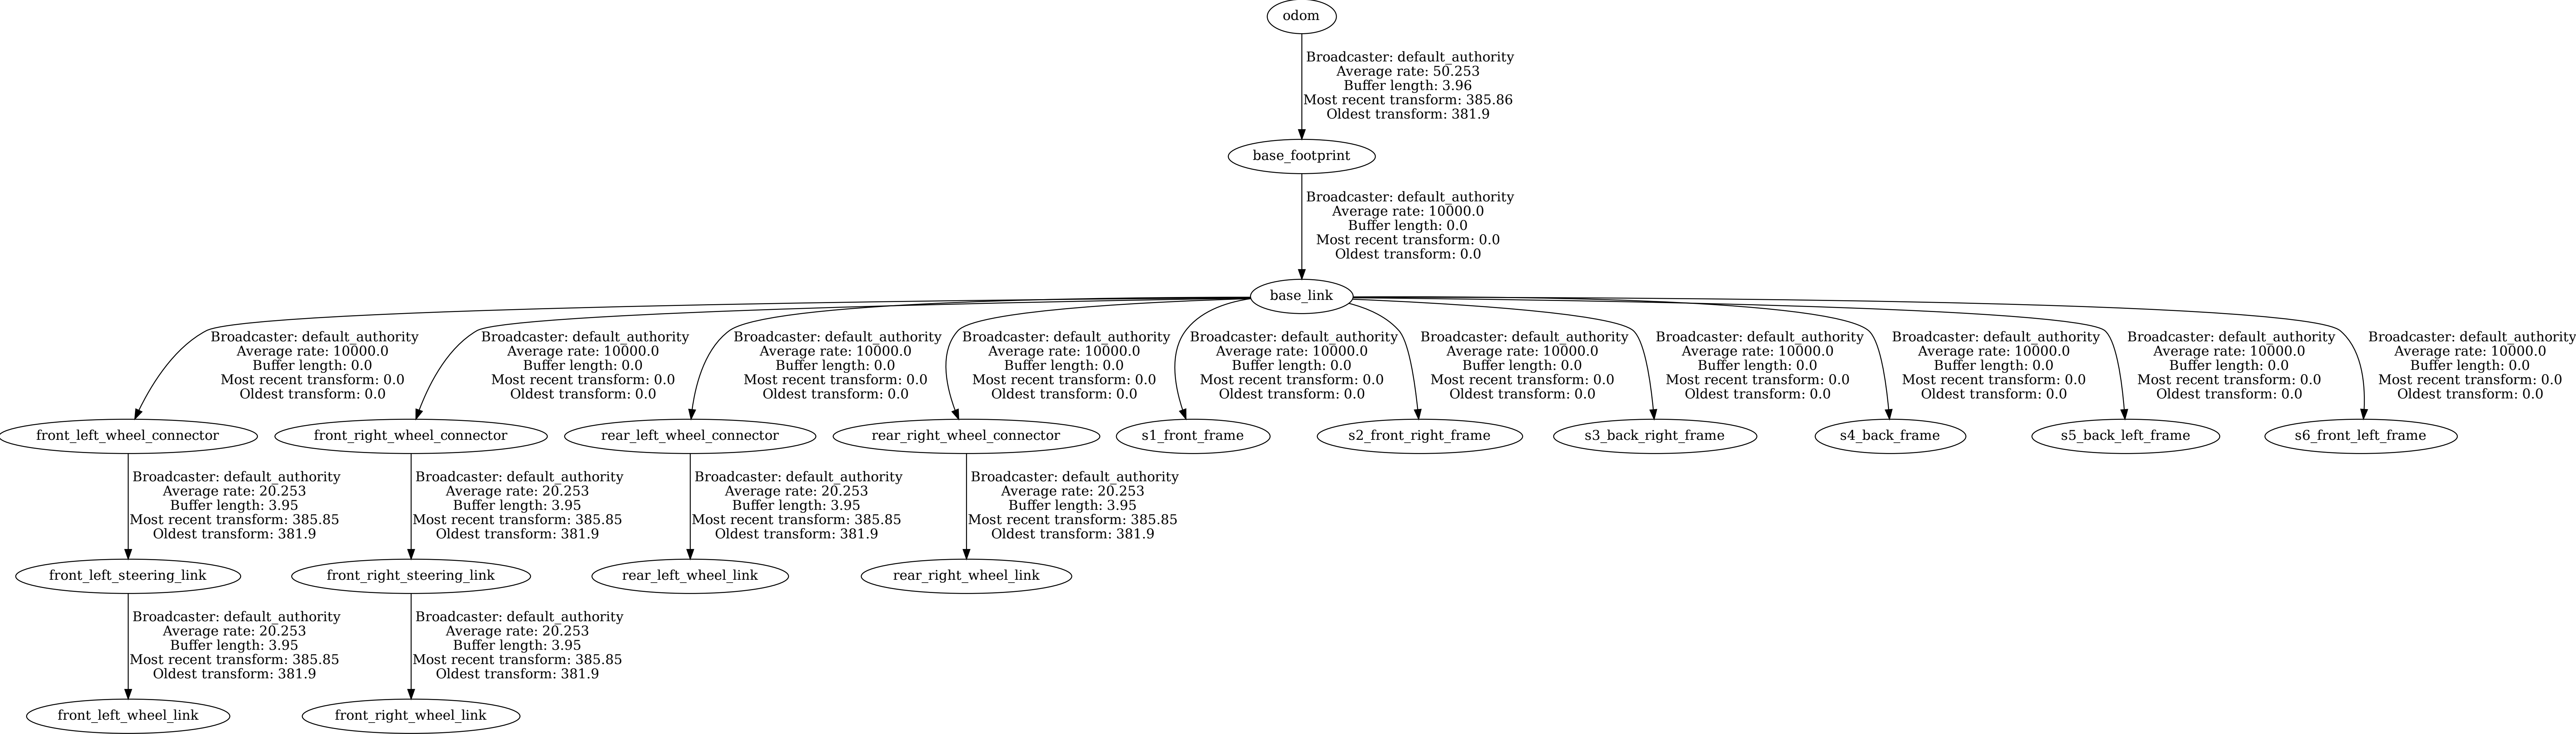 odom
Broadcaster: default_authority
Average rate: 50.253
Buffer length: 3.96
Most recent transform: 385.86
Oldest transform: 381.9
base_footprint
Broadcaster: default_authority
Average rate: 10000.0
Buffer length: 0.0
Most recent transform: 0.0
Oldest transform: 0.0
base_link
Broadcaster: default_authority
Average rate: 10000.0
Buffer length: 0.0
Most recent transform: 0.0
Oldest transform: 0.0
Broadcaster: default_authority
Average rate: 10000.0
Buffer length: 0.0
Most recent transform: 0.0
Oldest transform: 0.0
Broadcaster: default_authority
Average rate: 10000.0
Buffer length: 0.0
Most recent transform: 0.0
Oldest transform: 0.0
Broadcaster: default_authority
Average rate: 10000.0
Buffer length: 0.0
Most recent transform: 0.0
Oldest transform: 0.0
Broadcaster: default_authority
Average rate: 10000.0
Buffer length: 0.0
Most recent transform: 0.0
Oldest transform: 0.0
Broadcaster: default_authority
Average rate: 10000.0
Buffer length: 0.0
Most recent transform: 0.0
Oldest transform: 0.0
Broadcaster: default_authority
Average rate: 10000.0
Buffer length: 0.0
Most recent transform: 0.0
Oldest transform: 0.0
Broadcaster: default_authority
Average rate: 10000.0
Buffer length: 0.0
Most recent transform: 0.0
Oldest transform: 0.0
Broadcaster: default_authority
Average rate: 10000.0
Buffer length: 0.0
Most recent transform: 0.0
Oldest transform: 0.0
Broadcaster: default_authority
Average rate: 10000.0
Buffer length: 0.0
Most recent transform: 0.0
Oldest transform: 0.0
front_left_wheel_connector
front_right_wheel_connector
rear_left_wheel_connector
rear_right_wheel_connector
s1_front_frame
s2_front_right_frame
s3_back_right_frame
s4_back_frame
s5_back_left_frame
s6_front_left_frame
Broadcaster: default_authority
Average rate: 20.253
Buffer length: 3.95
Most recent transform: 385.85
Oldest transform: 381.9
Broadcaster: default_authority
Average rate: 20.253
Buffer length: 3.95
Most recent transform: 385.85
Oldest transform: 381.9
Broadcaster: default_authority
Average rate: 20.253
Buffer length: 3.95
Most recent transform: 385.85
Oldest transform: 381.9
Broadcaster: default_authority
Average rate: 20.253
Buffer length: 3.95
Most recent transform: 385.85
Oldest transform: 381.9
front_left_steering_link
front_right_steering_link
rear_left_wheel_link
rear_right_wheel_link
Broadcaster: default_authority
Average rate: 20.253
Buffer length: 3.95
Most recent transform: 385.85
Oldest transform: 381.9
Broadcaster: default_authority
Average rate: 20.253
Buffer length: 3.95
Most recent transform: 385.85
Oldest transform: 381.9
front_left_wheel_link
front_right_wheel_link